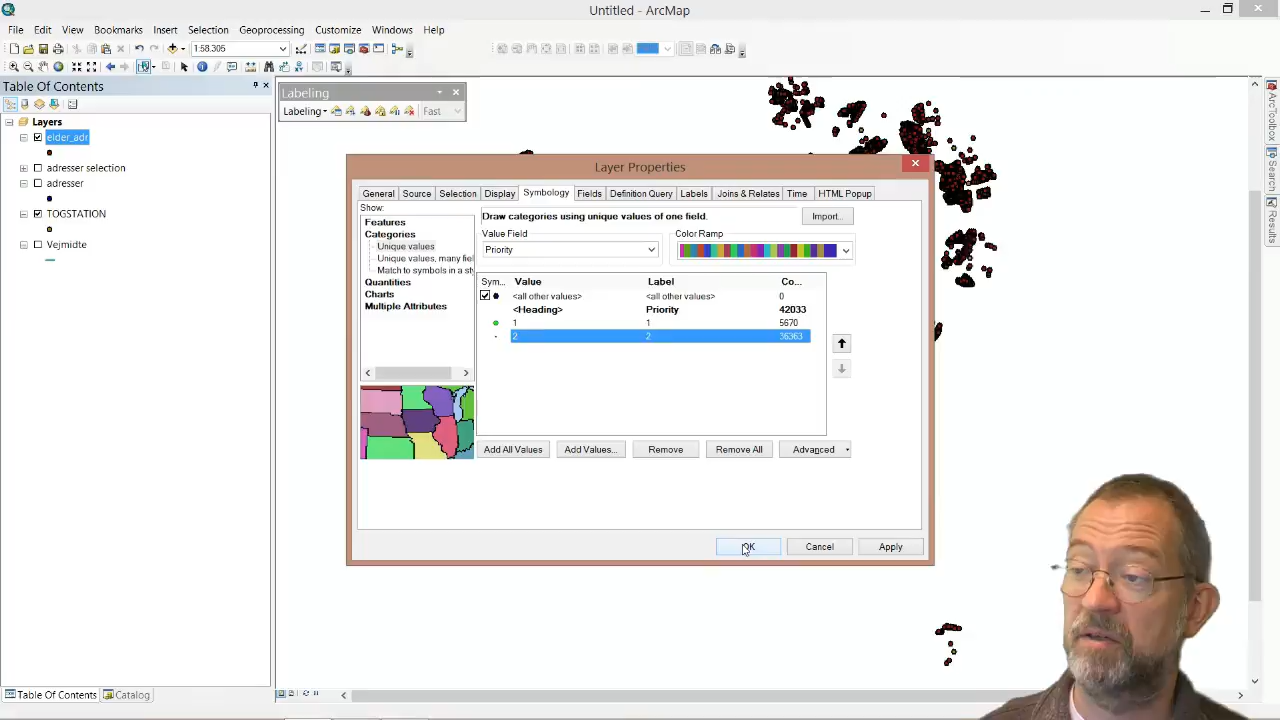 Untitled - ArcMap
File Edit View Bookmarks Insert Selection Geoprocessing Customize Windows Help
1:58.305
Table Of Contents
Layers
elder_adr
adresser selection
adresser
TOGSTATION
Vejmidte
Labeling
Labeling Fast
Layer Properties
General Source Selection Display Symbology Fields Definition Query Labels Joins & Relates Time HTML Popup
Show:
Features
Categories
Unique values
Unique values, many fiel
Match to symbols in a sty
Quantities
Charts
Multiple Attributes
Draw categories using unique values of one field.
Import...
Value Field
Color Ramp
Priority
Sym... Value Label Co...
<all other values> <all other values> 0
<Heading> Priority 42033
1 1 5670
2 2 36363
Add All Values Add Values... Remove Remove All Advanced
OK Cancel Apply
ArcToolbox
Search
Results
Table Of Contents Catalog